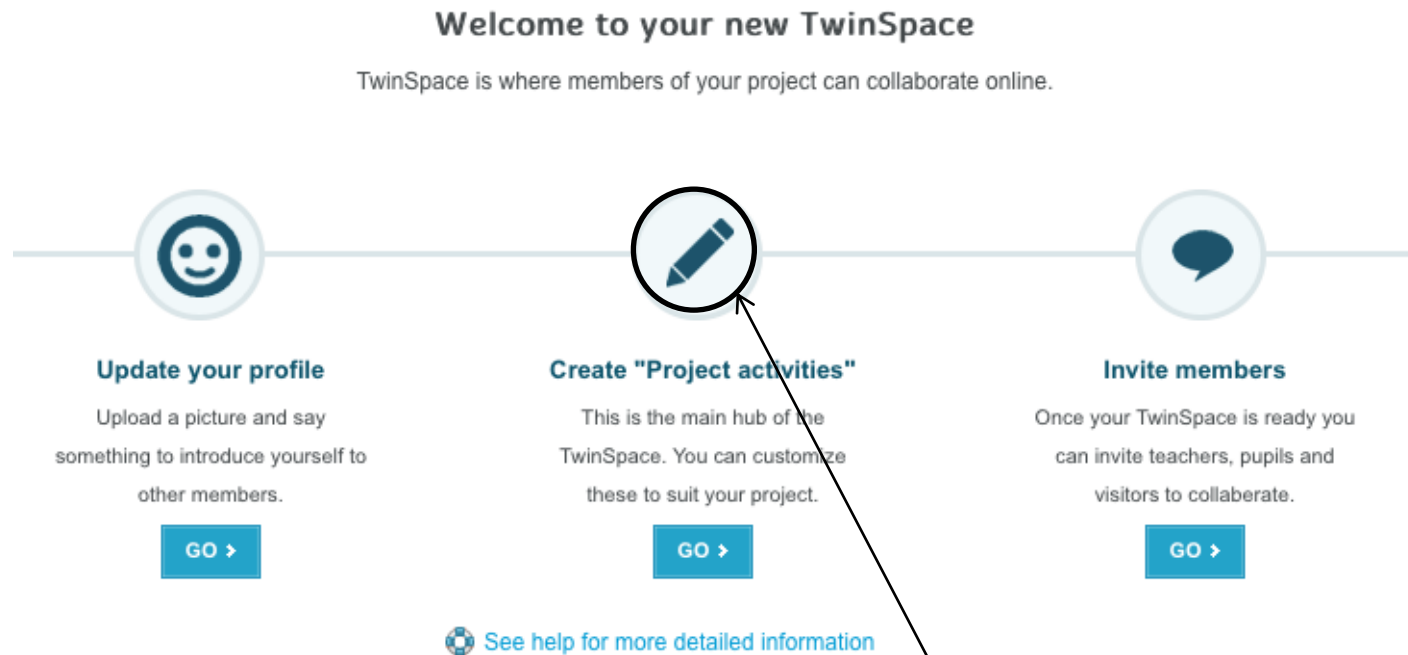 Welcome to your new TwinSpace
TwinSpace is where members of your project can collaborate online.
Update your profile
Upload a picture and say
something to introduce yourself to
other members.
GO
Create "Project activities"
This is the main hub of the
TwinSpace. You can customize
these to suit your project.
GO
Invite members
Once your TwinSpace is ready you
can invite teachers, pupils and
visitors to collaberate.
GO
See help for more detailed information